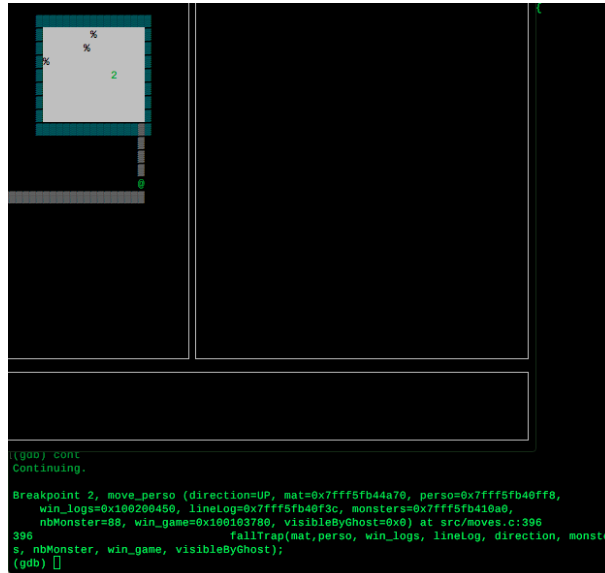 {
%
%
%
2
@
(gdb) cont
Continuing.
Breakpoint 2, move_perso (direction=UP, mat=0x7fff5fb44a70, perso=0x7fff5fb40ff8,
win_logs=0x100200450, lineLog=0x7fff5fb40f3c, monsters=0x7fff5fb410a0,
nbMonster=88, win_game=0x100103780, visibleByGhost=0x0) at src/moves.c:396
396 fallTrap(mat,perso, win_logs, lineLog, direction, monste
s, nbMonster, win_game, visibleByGhost);
(gdb)